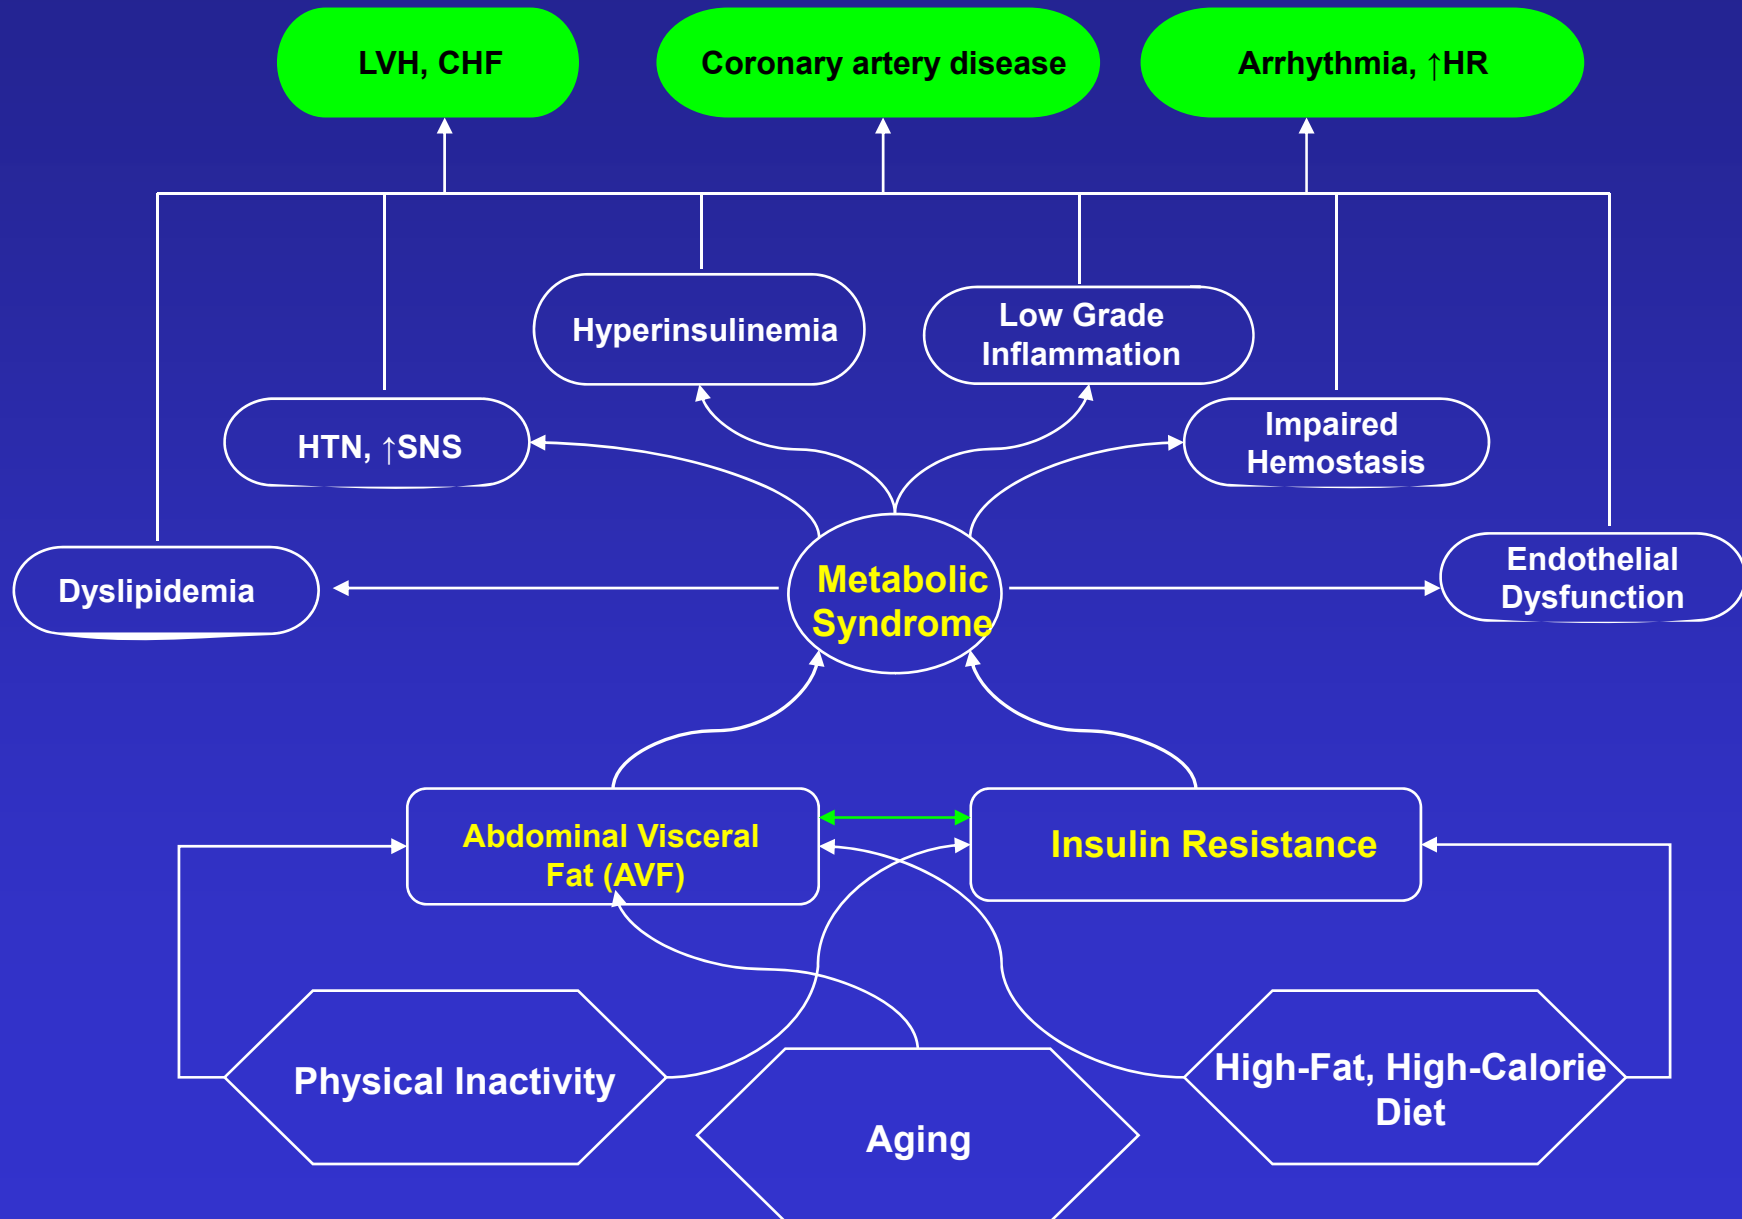 LVH, CHF
Coronary artery disease
Arrhythmia, ↑HR
Hyperinsulinemia
Low Grade
Inflammation
HTN, ↑SNS
Impaired
Hemostasis
Dyslipidemia
Metabolic
Syndrome
Endothelial
Dysfunction
Abdominal Visceral
Fat (AVF)
Insulin Resistance
Physical Inactivity
Aging
High-Fat, High-Calorie
Diet